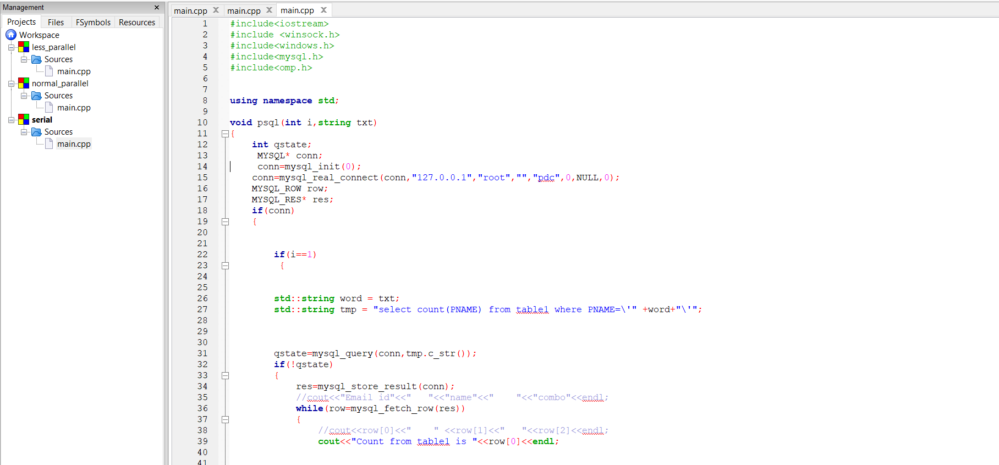 Management
Projects Files FSymbols Resources
Workspace
less_parallel
Sources
main.cpp
normal_parallel
Sources
main.cpp
serial
Sources
main.cpp
main.cpp main.cpp main.cpp
1 #include<iostream>
2 #include <winsock.h>
3 #include<windows.h>
4 #include<mysql.h>
5 #include<omp.h>
6
7
8 using namespace std;
9
10 void psql(int i,string txt)
11 {
12 int qstate;
13 MYSQL* conn;
14 conn=mysql_init(0);
15 conn=mysql_real_connect(conn,"127.0.0.1","root","","pdc",0,NULL,0);
16 MYSQL_ROW row;
17 MYSQL_RES* res;
18 if(conn)
19 {
20
21
22 if(i==1)
23 {
24
25
26 std::string word = txt;
27 std::string tmp = "select count(PNAME) from table1 where PNAME=\'" +word+"\'";
28
29
30
31 qstate=mysql_query(conn,tmp.c_str());
32 if(!qstate)
33 {
34 res=mysql_store_result(conn);
35 //cout<<"Email id"<<"   "<<"name"<<"    "<<"combo"<<endl;
36 while(row=mysql_fetch_row(res))
37 {
38 //cout<<row[0]<<"    " <<row[1]<<"   "<<row[2]<<endl;
39 cout<<"Count from table1 is "<<row[0]<<endl;
40
41